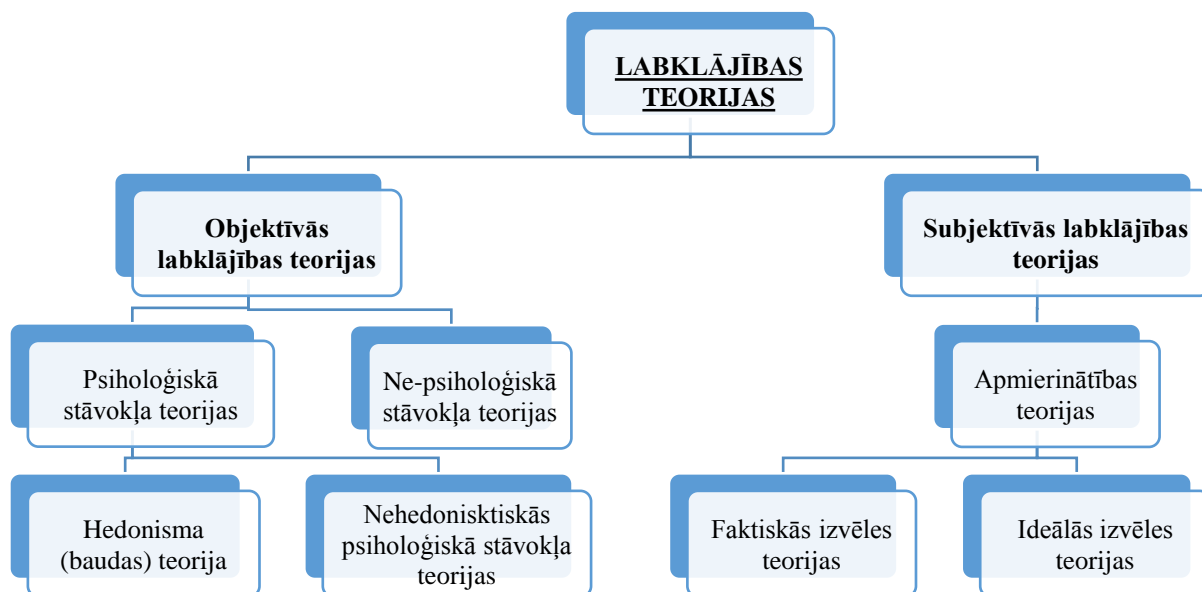 LABKLĀJĪBAS
TEORIJAS
Objektīvās
labklājības teorijas
Subjektīvās labklājības
teorijas
Psiholoģiskā
stāvokļa teorijas
Ne-psiholoģiskā
stāvokļa teorijas
Apmierinātības
teorijas
Hedonisma
(baudas) teorija
Nehedonisktiskās
psiholoģiskā stāvokļa
teorijas
Faktiskās izvēles
teorijas
Ideālās izvēles
teorijas